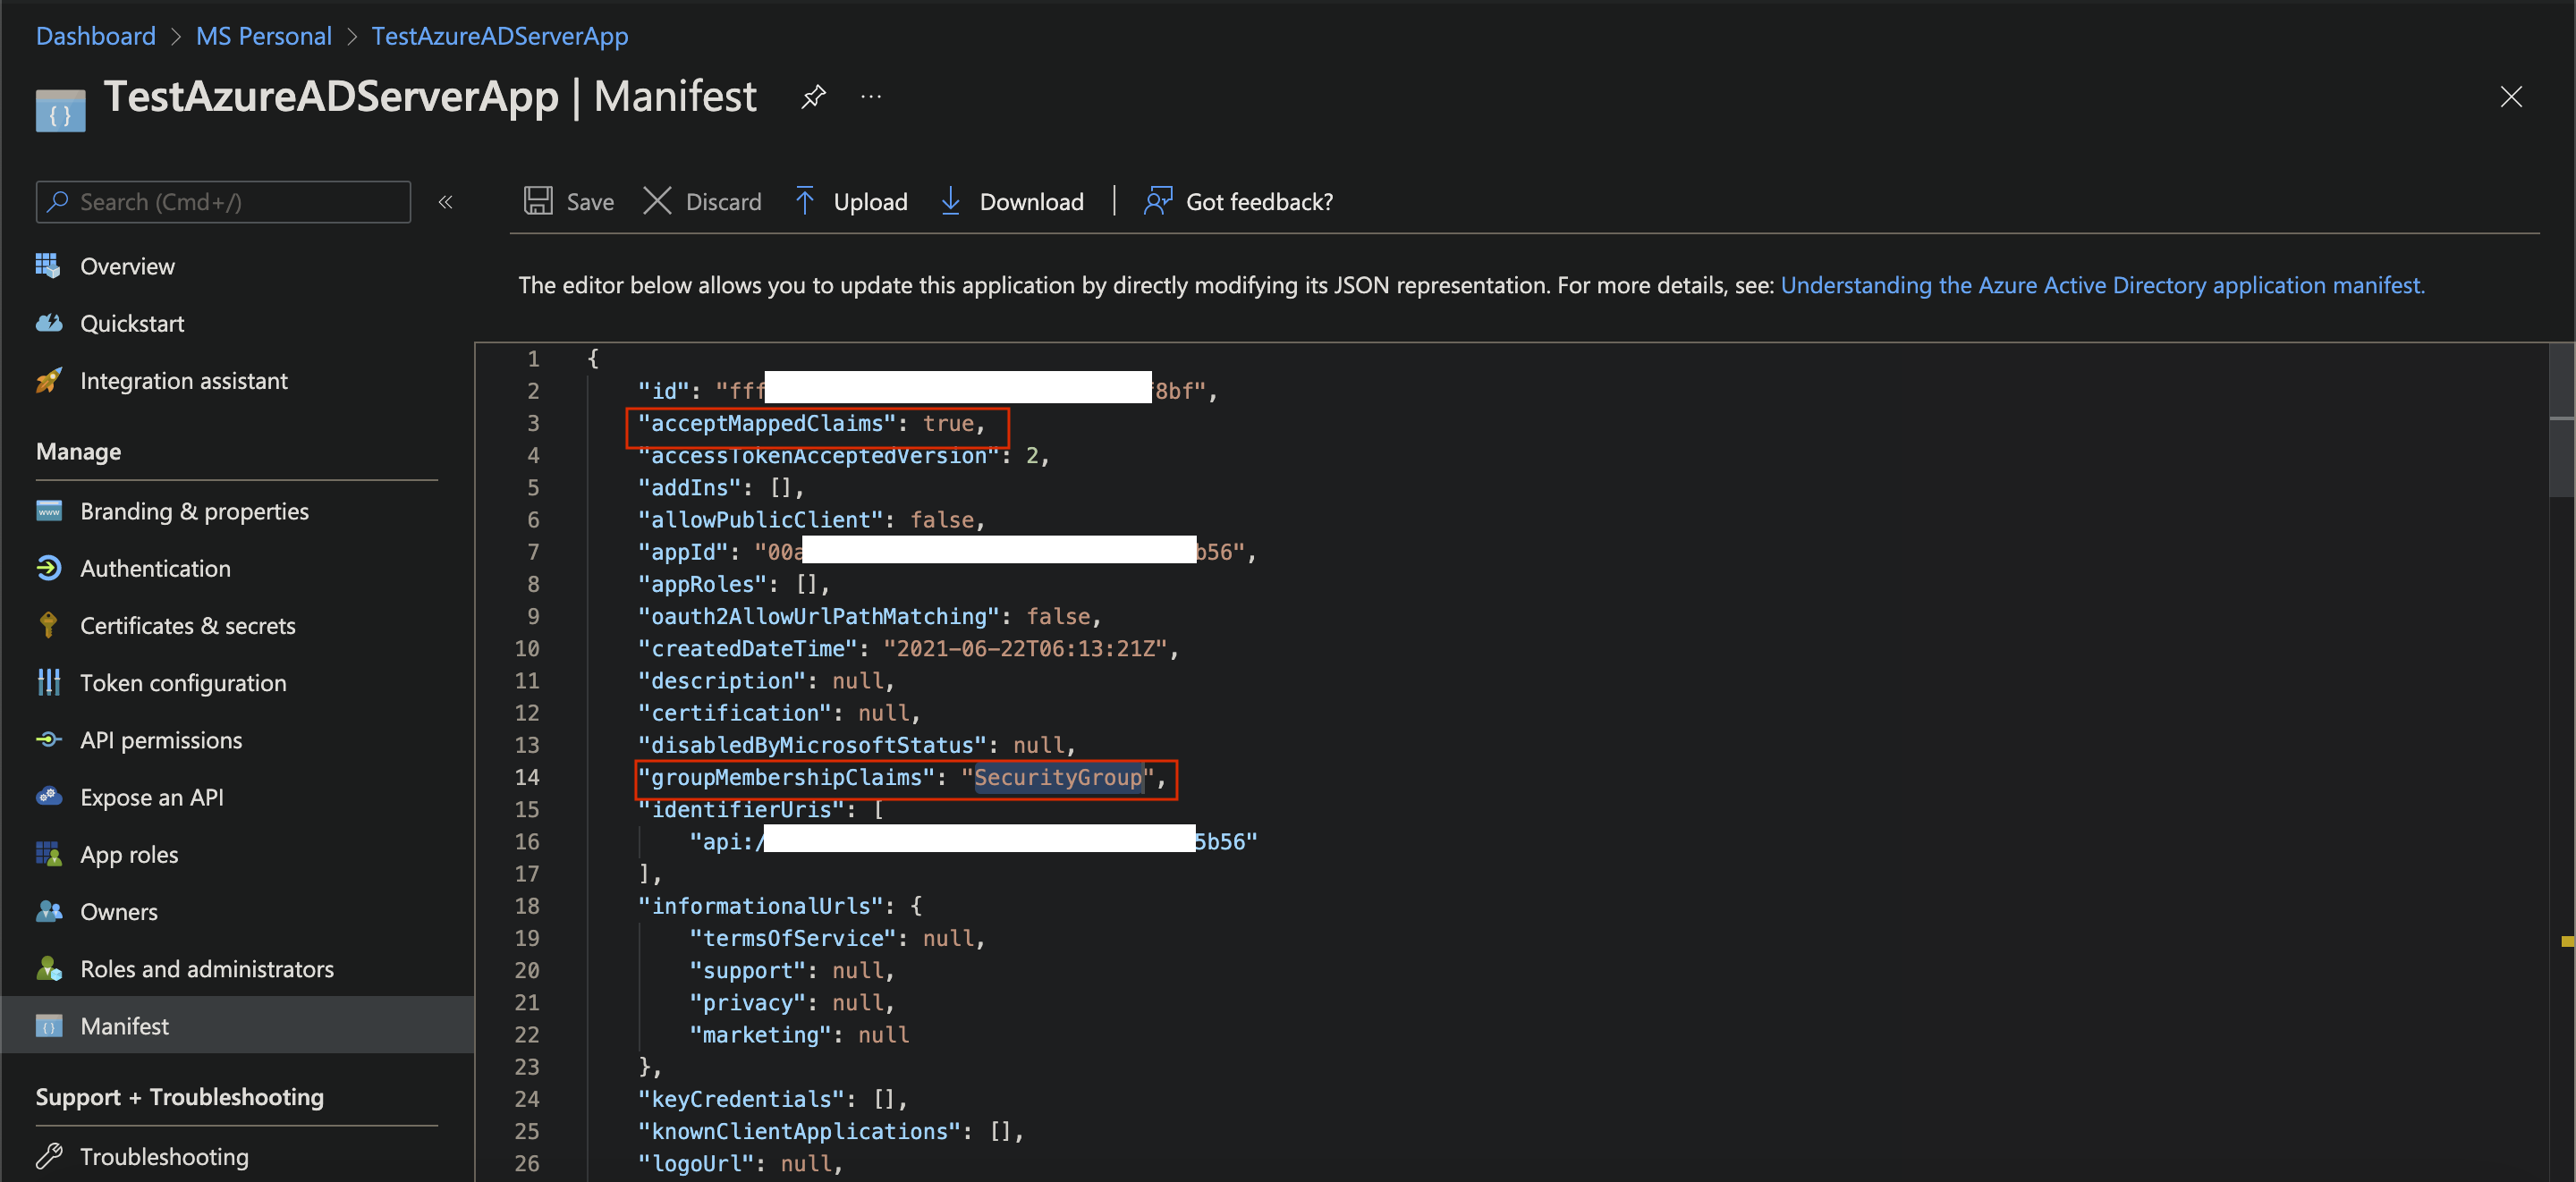 Dashboard > MS Personal > TestAzureADServerApp
TestAzureADServerApp | Manifest
Search (Cmd+/)
Overview
Quickstart
Integration assistant
Manage
Branding & properties
Authentication
Certificates & secrets
Token configuration
API permissions
Expose an API
App roles
Owners
Roles and administrators
Manifest
Support + Troubleshooting
Troubleshooting
Save Discard Upload Download | Got feedback?
The editor below allows you to update this application by directly modifying its JSON representation. For more details, see: Understanding the Azure Active Directory application manifest.
1 {
2 "id": "fff f8bf",
3 "acceptMappedClaims": true,
4 "accessTokenAcceptedVersion": 2,
5 "addIns": [],
6 "allowPublicClient": false,
7 "appId": "00a b56",
8 "appRoles": [],
9 "oauth2AllowUrlPathMatching": false,
10 "createdDateTime": "2021-06-22T06:13:21Z",
11 "description": null,
12 "certification": null,
13 "disabledByMicrosoftStatus": null,
14 "groupMembershipClaims": "SecurityGroup",
15 "identifierUris": [
16 "api:/ 5b56"
17 ],
18 "informationalUrls": {
19 "termsOfService": null,
20 "support": null,
21 "privacy": null,
22 "marketing": null
23 },
24 "keyCredentials": [],
25 "knownClientApplications": [],
26 "logoUrl": null,